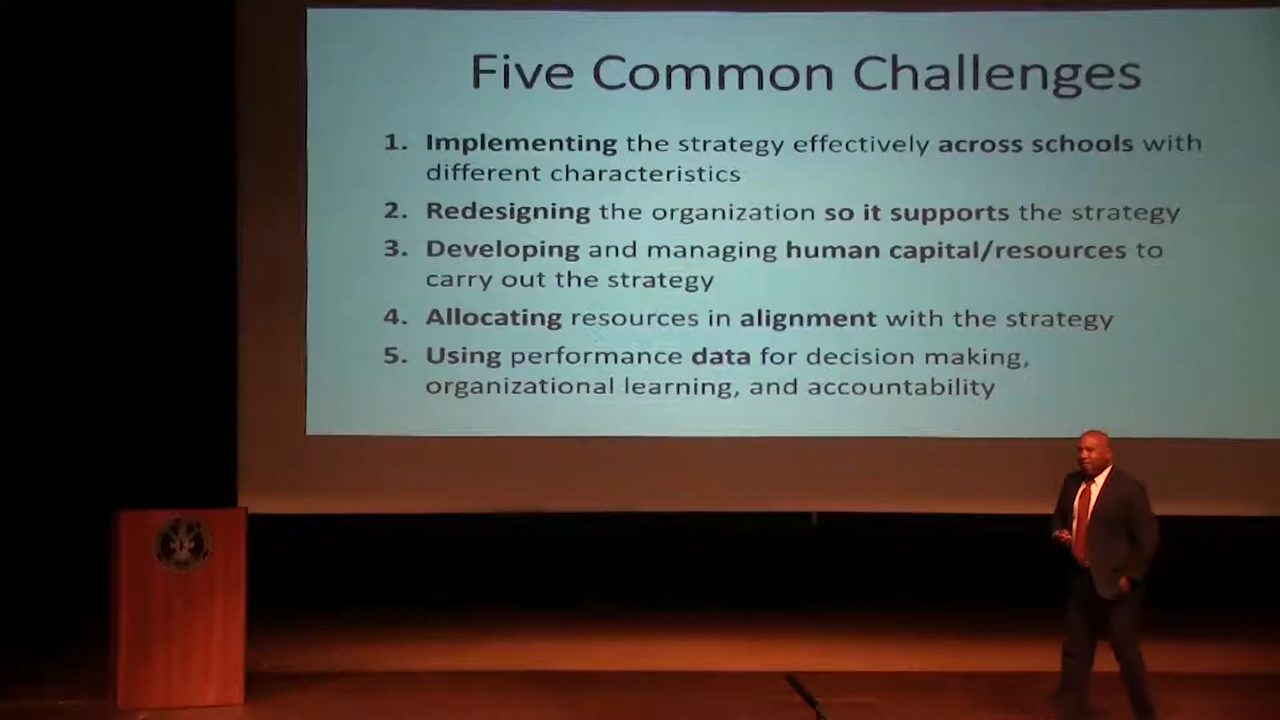 Five Common Challenges
1. Implementing the strategy effectively across schools with
different characteristics
2. Redesigning the organization so it supports the strategy
3. Developing and managing human capital/resources to
carry out the strategy
4. Allocating resources in alignment with the strategy
5. Using performance data for decision making,
organizational learning, and accountability